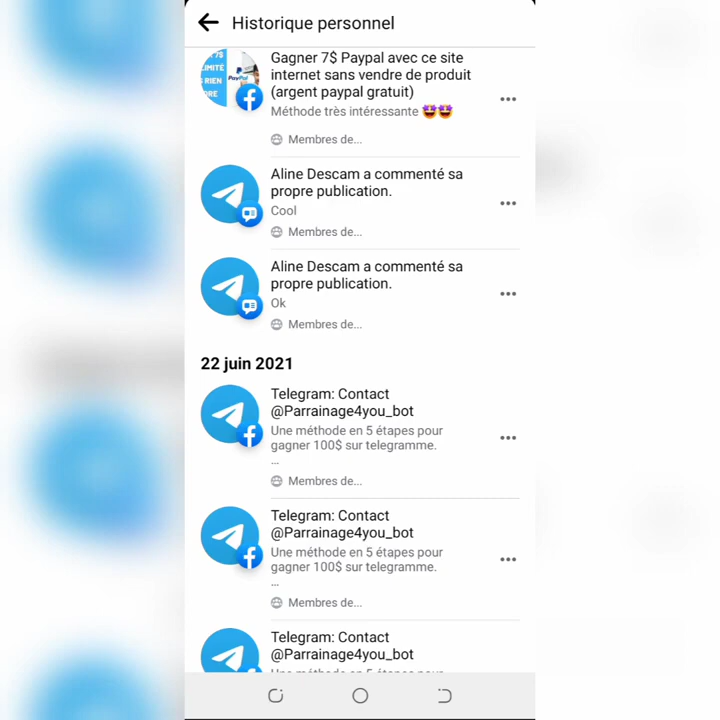 Historique personnel
Gagner 7$ Paypal avec ce site
internet sans vendre de produit
(argent paypal gratuit)
Méthode très intéressante 🤩🤩
Membres de...
Aline Descam a commenté sa
propre publication.
Cool
Membres de...
Aline Descam a commenté sa
propre publication.
Ok
Membres de...
22 juin 2021
Telegram: Contact
@Parrainage4you_bot
Une méthode en 5 étapes pour
gagner 100$ sur telegramme.
...
Membres de...
Telegram: Contact
@Parrainage4you_bot
Une méthode en 5 étapes pour
gagner 100$ sur telegramme.
...
Membres de...
Telegram: Contact
@Parrainage4you_bot